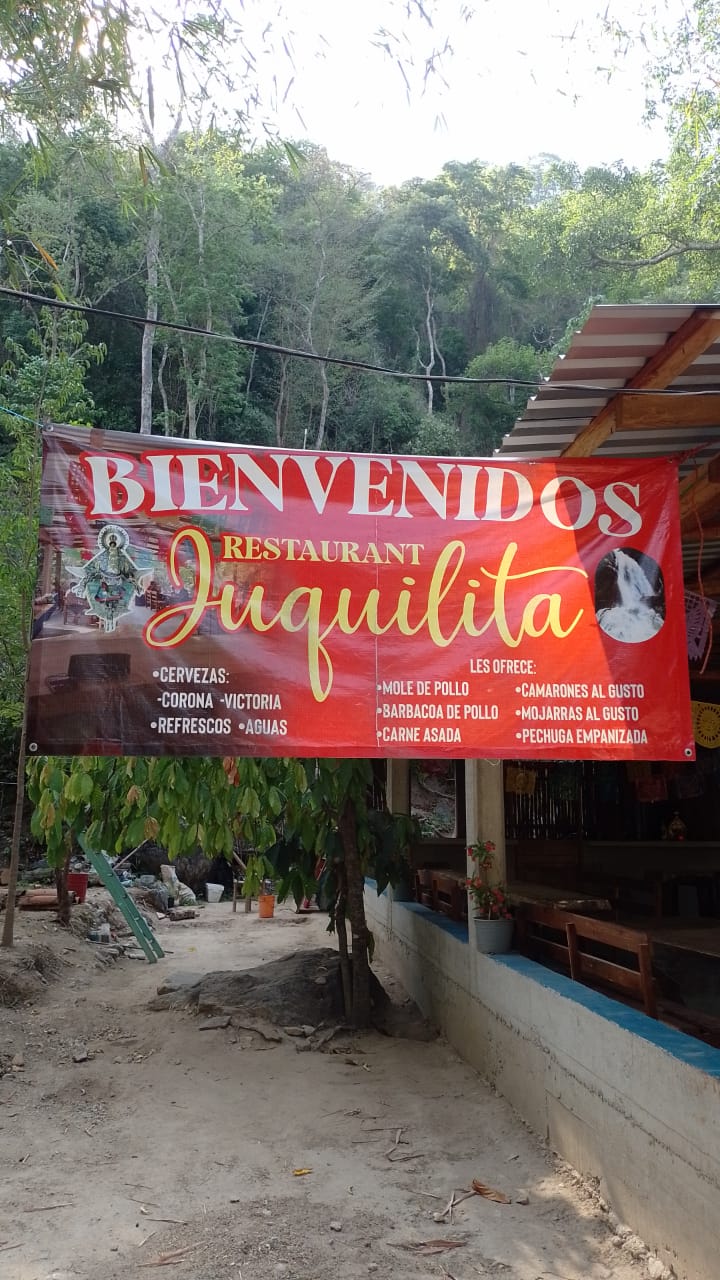 BIENVENIDOS
RESTAURANT
Juquilita
•CERVEZAS:
-CORONA -VICTORIA
•REFRESCOS •AGUAS
LES OFRECE:
•MOLE DE POLLO
•BARBACOA DE POLLO
•CARNE ASADA
•CAMARONES AL GUSTO
•MOJARRAS AL GUSTO
•PECHUGA EMPANIZADA